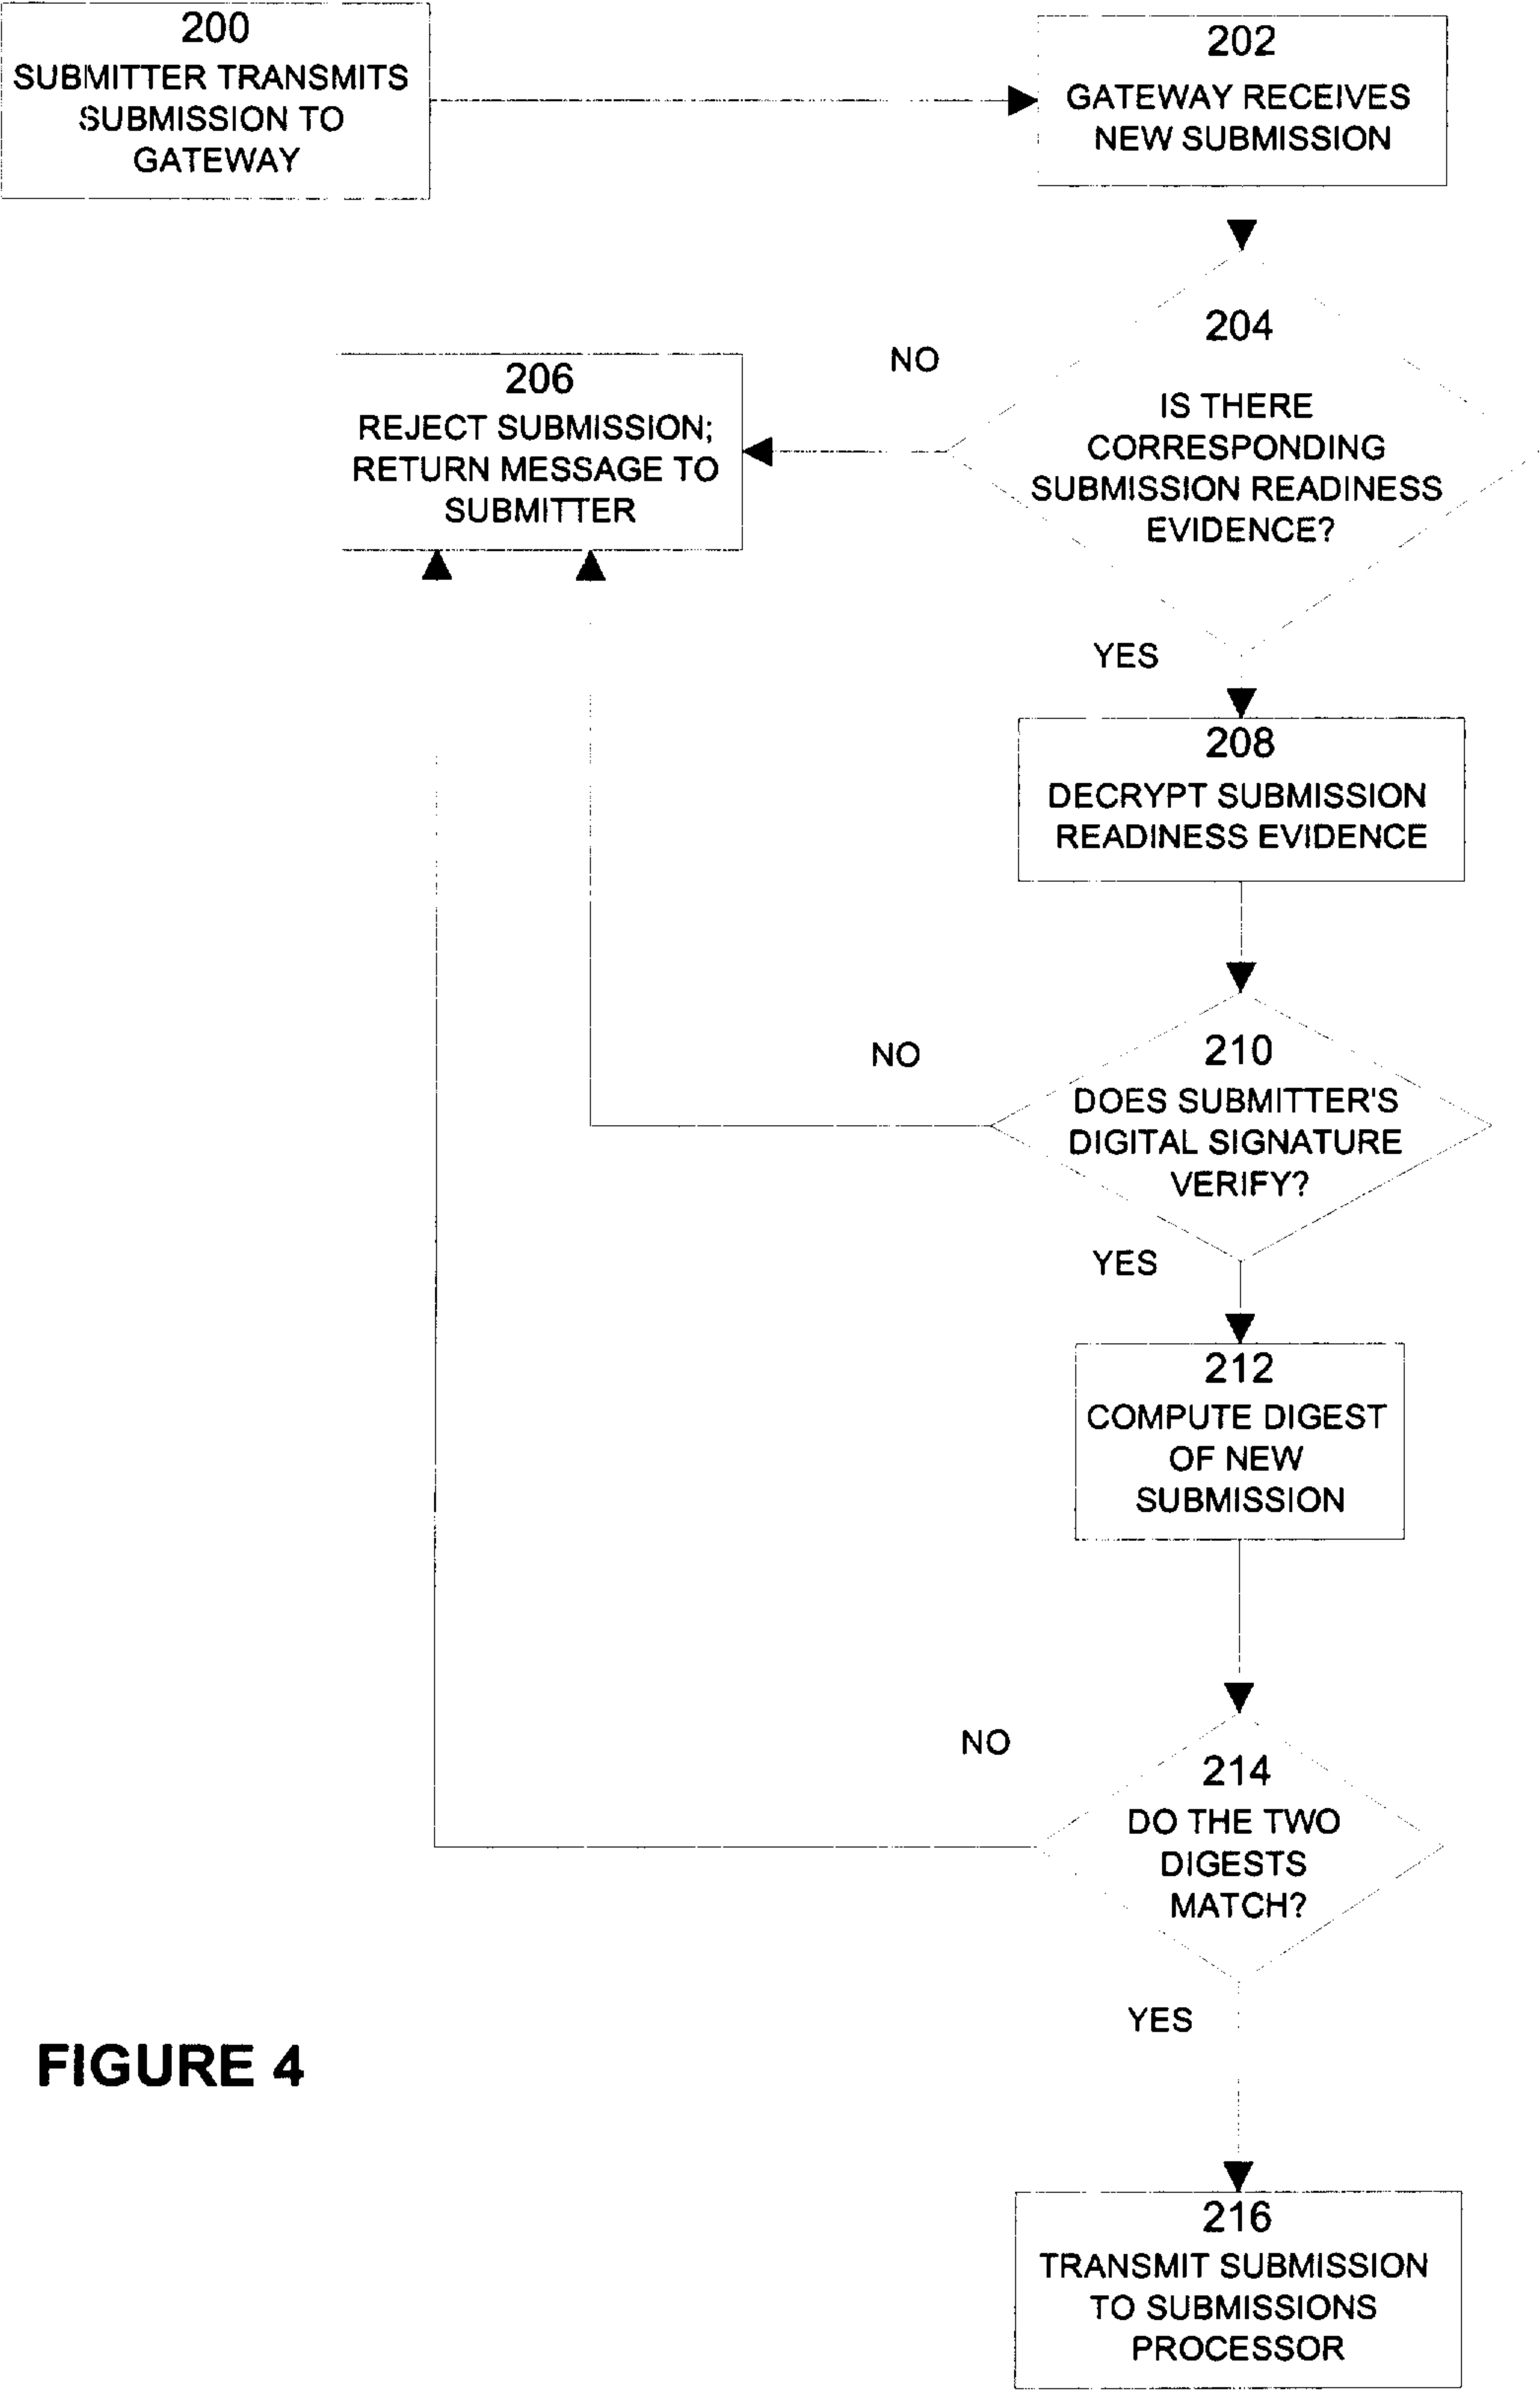 200
SUBMITTER TRANSMITS
SUBMISSION TO
GATEWAY
202
GATEWAY RECEIVES
NEW SUBMISSION
204
IS THERE
CORRESPONDING
SUBMISSION READINESS
EVIDENCE?
NO
206
REJECT SUBMISSION;
RETURN MESSAGE TO
SUBMITTER
YES
208
DECRYPT SUBMISSION
READINESS EVIDENCE
210
DOES SUBMITTER'S
DIGITAL SIGNATURE
VERIFY?
NO
YES
212
COMPUTE DIGEST
OF NEW
SUBMISSION
214
DO THE TWO
DIGESTS
MATCH?
NO
YES
216
TRANSMIT SUBMISSION
TO SUBMISSIONS
PROCESSOR
FIGURE 4